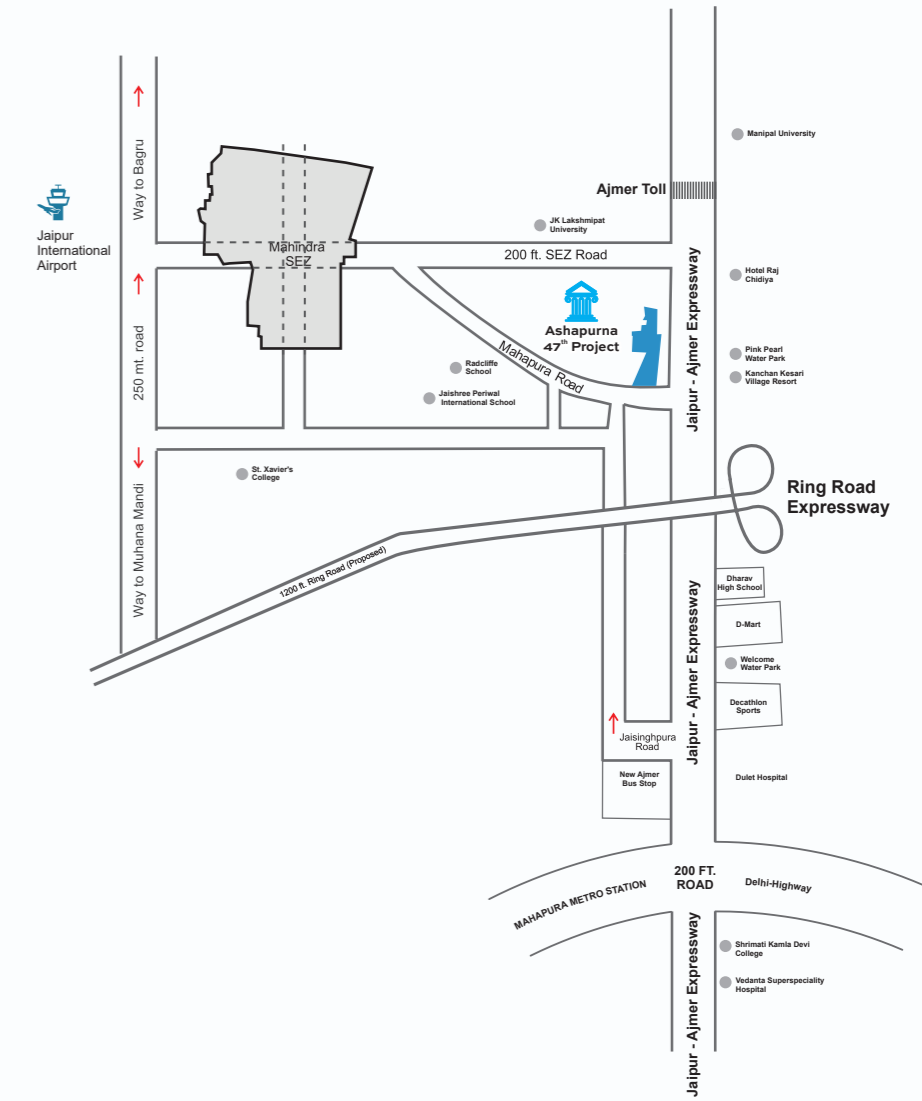 Manipal University
Ajmer Toll
Way to Bagru
JK Lakshmipat
University
Jaipur
International
Airport
Mahindra
SEZ
200 ft. SEZ Road
Jaipur - Ajmer Expressway
Hotel Raj
Chidiya
250 mt. road
Ashapurna
47th Project
Mahapura Road
Pink Pearl
Water Park
Radcliffe
School
Kanchan Kesari
Village Resort
Jaishree Periwal
International School
St. Xavier's
College
Ring Road
Expressway
Way to Muhana Mandi
1200 ft. Ring Road (Proposed)
Dharav
High School
D-Mart
Jaipur - Ajmer Expressway
Welcome
Water Park
Decathlon
Sports
Jaisinghpura
Road
New Ajmer
Bus Stop
Dulet Hospital
MAHAPURA METRO STATION
200 FT.
ROAD
Delhi-Highway
Jaipur - Ajmer Expressway
Shrimati Kamla Devi
College
Vedanta Superspeciality
Hospital